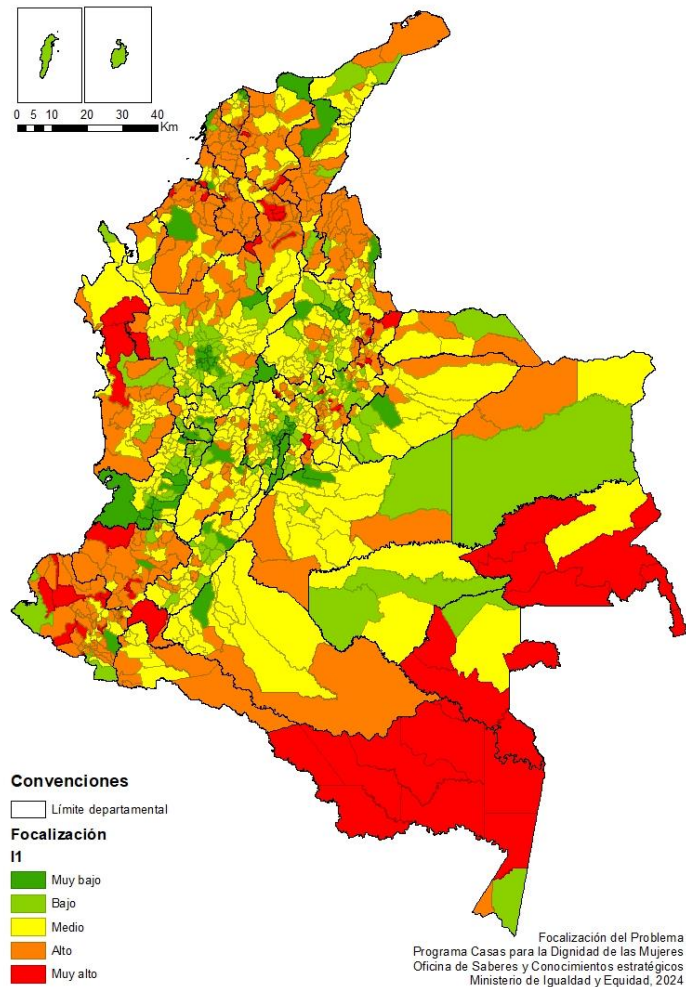 0 5 10 20 30 40
Km
Convenciones
Límite departamental
Focalización
I1
Muy bajo
Bajo
Medio
Alto
Muy alto
Focalización del Problema
Programa Casas para la Dignidad de las Mujeres
Oficina de Saberes y Conocimientos estratégicos
Ministerio de Igualdad y Equidad, 2024